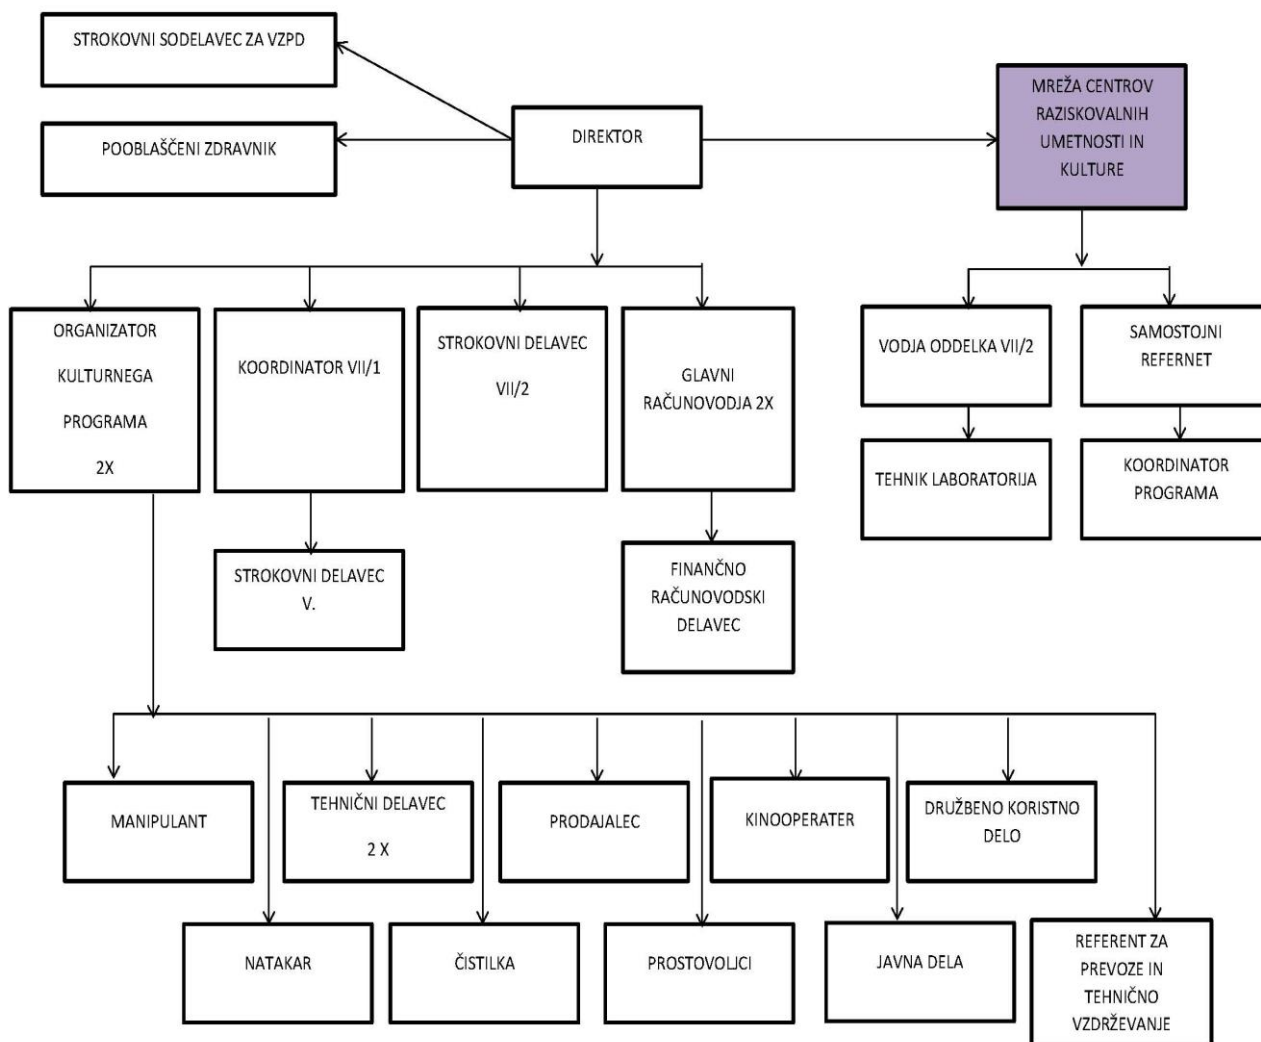 STROKOVNI SODELAVEC ZA VZPD
POOBLAŠČENI ZDRAVNIK
DIREKTOR
MREŽA CENTROV
RAZISKOVALNIH
UMETNOSTI IN
KULTURE
ORGANIZATOR
KULTURNEGA
PROGRAMA
2X
KOORDINATOR VII/1
STROKOVNI DELAVEC
VII/2
GLAVNI
RAČUNOVODJA 2X
VODJA ODDELKA VII/2
SAMOSTOJNI
REFERNET
TEHNIK LABORATORIJA
KOORDINATOR
PROGRAMA
STROKOVNI DELAVEC
V.
FINANČNO
RAČUNOVODSKI
DELAVEC
MANIPULANT
TEHNIČNI DELAVEC
2 X
PRODAJALEC
KINOOPERATER
DRUŽBENO KORISTNO
DELO
NATAKAR
ČISTILKA
PROSTOVOLJCI
JAVNA DELA
REFERENT ZA
PREVOZE IN
TEHNIČNO
VZDRŽEVANJE